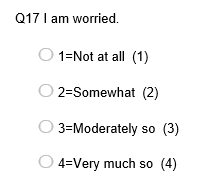 Q17 I am worried.
1=Not at all (1)
2=Somewhat (2)
3=Moderately so (3)
4=Very much so (4)